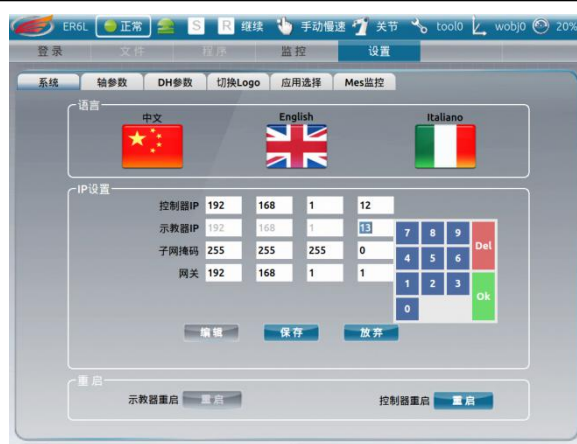 ER6L 正常 S R 继续 手动慢速 关节 tool0 wobj0 20%
登录 文件 程序 监控 设置
系统 轴参数 DH参数 切换Logo 应用选择 Mes监控
语言
中文 English Italiano
IP设置
控制器IP 192 168 1 12
示教器IP 192 168 1 13
子网掩码 255 255 255 0
网关 192 168 1 1
7 8 9 Del
4 5 6
1 2 3 Ok
0
编辑 保存 放弃
重启
示教器重启 重启 控制器重启 重启